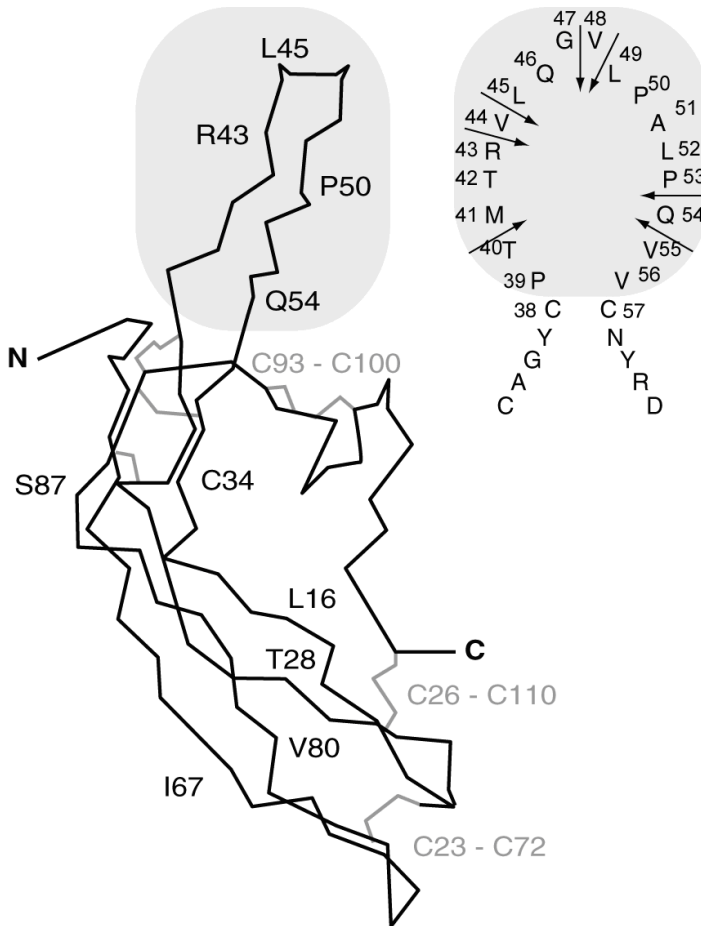 L45
R43
P50
Q54
N
C93 - C100
S87
C34
L16
T28
C
C26 - C110
V80
I67
C23 - C72
47 48
G V
46 49
Q L
45 P 50
L A 51
44 V L 52
43 R P 53
42 T Q 54
41 M V 55
40 T V 56
39 P C 57
38 C N
Y Y
G R
A D
C